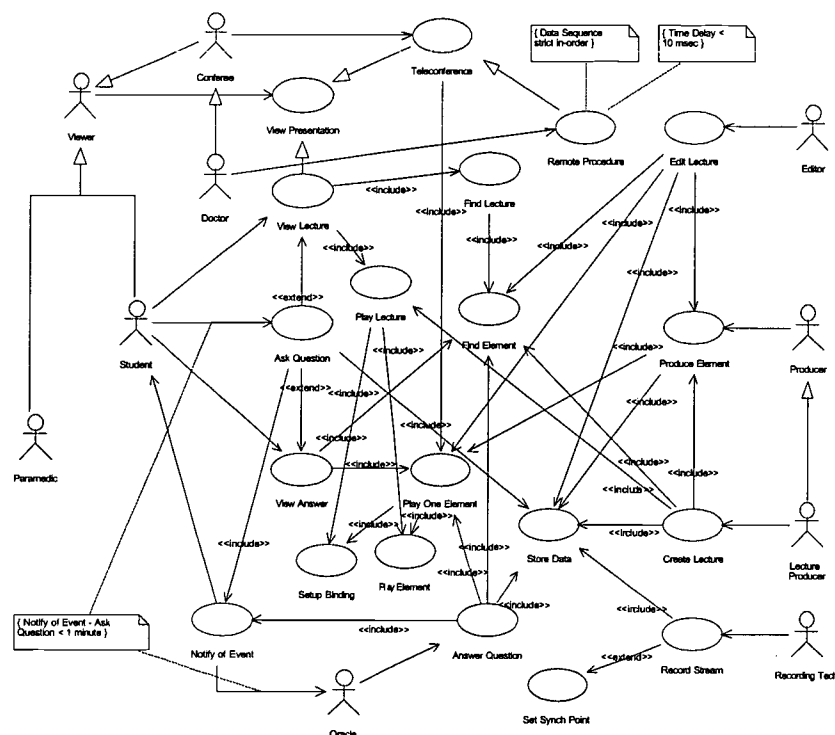 { Data Sequence
strict in-order }
{ Time Delay <
10 msec }
Conferee
Teleconference
Viewer
View Presentation
Remote Procedure
Edit Lecture
Editor
Doctor
<<include>>
Find Lecture
<<include>>
View Lecture
<<include>>
<<include>>
<<include>>
<<include>>
<<extend>>
Play Lecture
Student
Ask Question
<<include>>
Find Element
<<include>>
Produce Element
Producer
<<extend>>
<<include>>
<<include>>
<<include>>
<<include>>
<<include>>
<<include>>
Paramedic
View Answer
Play One Element
<<include>>
<<include>>
<<include>>
<<include>>
Store Data
Create Lecture
Lecture
Producer
Setup Binding
Play Element
<<include>>
<<include>>
<<include>>
{ Notify of Event - Ask
Question < 1 minute }
<<include>>
Notify of Event
Answer Question
<<extend>>
Record Stream
Recording Tech
Set Synch Point
Oracle